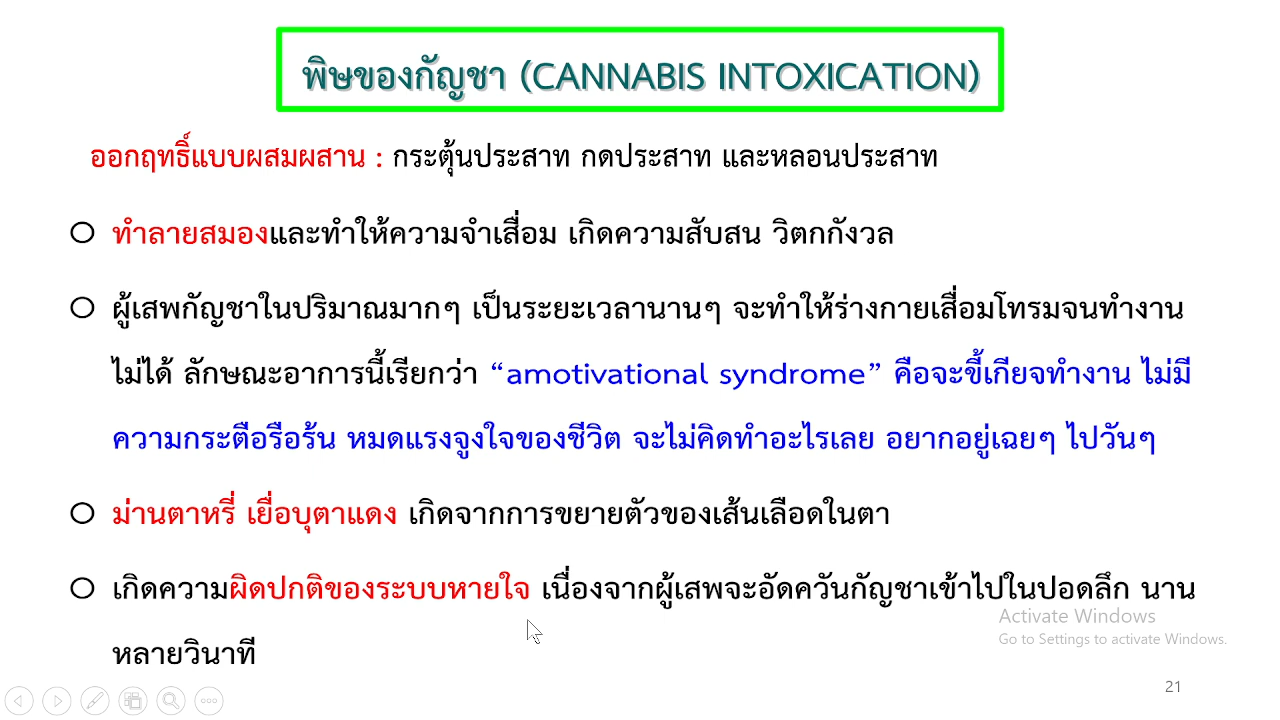 พิษของกัญชา (CANNABIS INTOXICATION)
ออกฤทธิ์แบบผสมผสาน : กระตุ้นประสาท กดประสาท และหลอนประสาท
ทำลายสมองและทำให้ความจำเสื่อม เกิดความสับสน วิตกกังวล
ผู้เสพกัญชาในปริมาณมากๆ เป็นระยะเวลานานๆ จะทำให้ร่างกายเสื่อมโทรมจนทำงาน
ไม่ได้ ลักษณะอาการนี้เรียกว่า “amotivational syndrome” คือจะขี้เกียจทำงาน ไม่มี
ความกระตือรือร้น หมดแรงจูงใจของชีวิต จะไม่คิดทำอะไรเลย อยากอยู่เฉยๆ ไปวันๆ
ม่านตาหรี่ เยื่อบุตาแดง เกิดจากการขยายตัวของเส้นเลือดในตา
เกิดความผิดปกติของระบบหายใจ เนื่องจากผู้เสพจะอัดควันกัญชาเข้าไปในปอดลึก นาน
หลายวินาที
Activate Windows
Go to Settings to activate Windows.
21